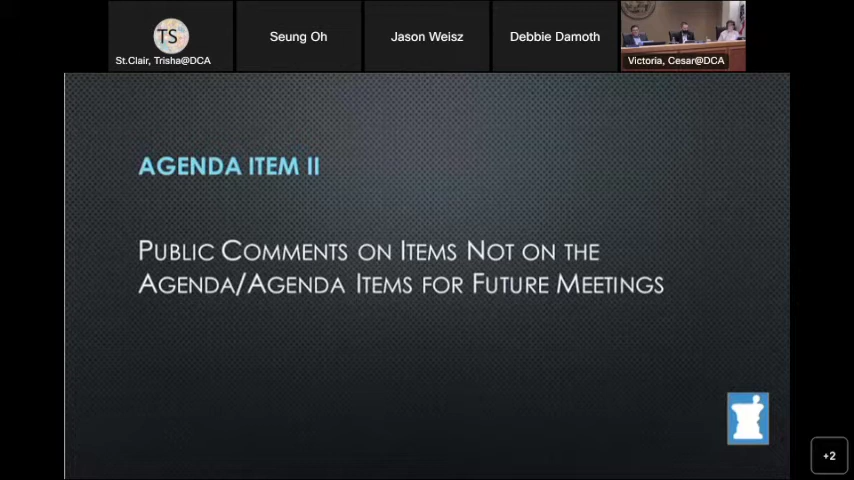 TS
St.Clair, Trisha@DCA
Seung Oh
Jason Weisz
Debbie Damoth
Victoria, Cesar@DCA
AGENDA ITEM II
PUBLIC COMMENTS ON ITEMS NOT ON THE
AGENDA/AGENDA ITEMS FOR FUTURE MEETINGS
+2